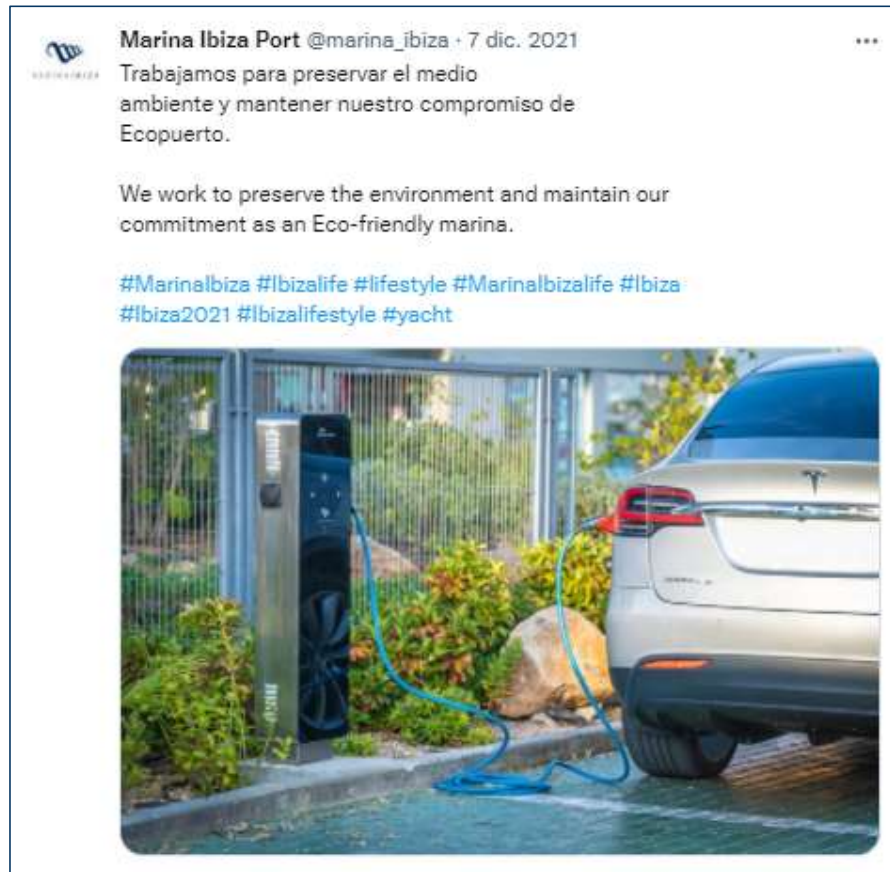 Marina Ibiza Port @marina_ibiza · 7 dic. 2021
Trabajamos para preservar el medio
ambiente y mantener nuestro compromiso de
Ecopuerto.
We work to preserve the environment and maintain our
commitment as an Eco-friendly marina.
#MarinaIbiza #Ibizalife #lifestyle #MarinaIbizalife #Ibiza
#Ibiza2021 #Ibizalifestyle #yacht